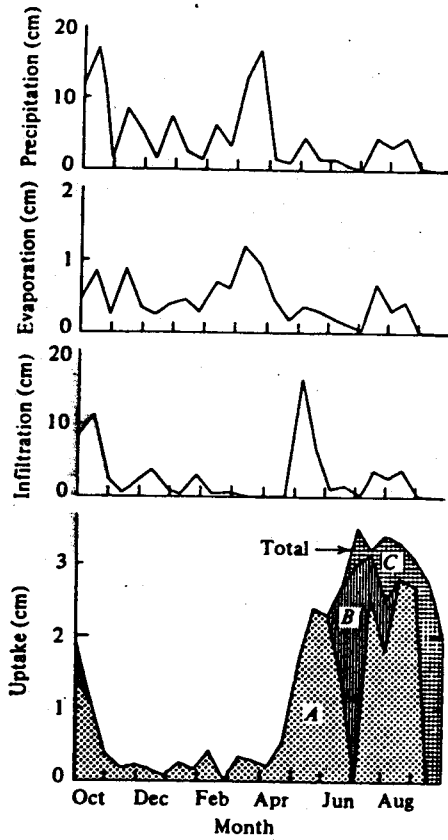 20
Precipitation (cm)
10
0
2
Evaporation (cm)
1
0
20
Infiltration (cm)
10
0
Total
C
3
B
Uptake (cm)
2
A
1
0
Oct Dec Feb Apr Jun Aug
Month